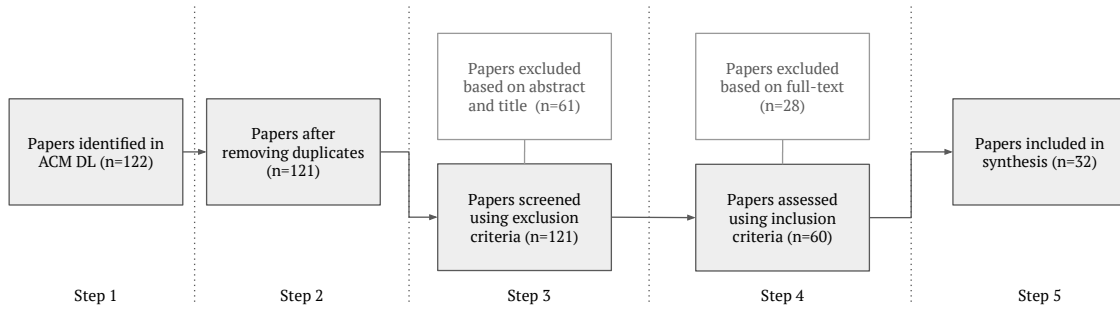 Papers identified in
ACM DL (n=122)
Papers after
removing duplicates
(n=121)
Papers excluded
based on abstract
and title (n=61)
Papers screened
using exclusion
criteria (n=121)
Papers excluded
based on full-text
(n=28)
Papers assessed
using inclusion
criteria (n=60)
Papers included in
synthesis (n=32)
Step 1
Step 2
Step 3
Step 4
Step 5